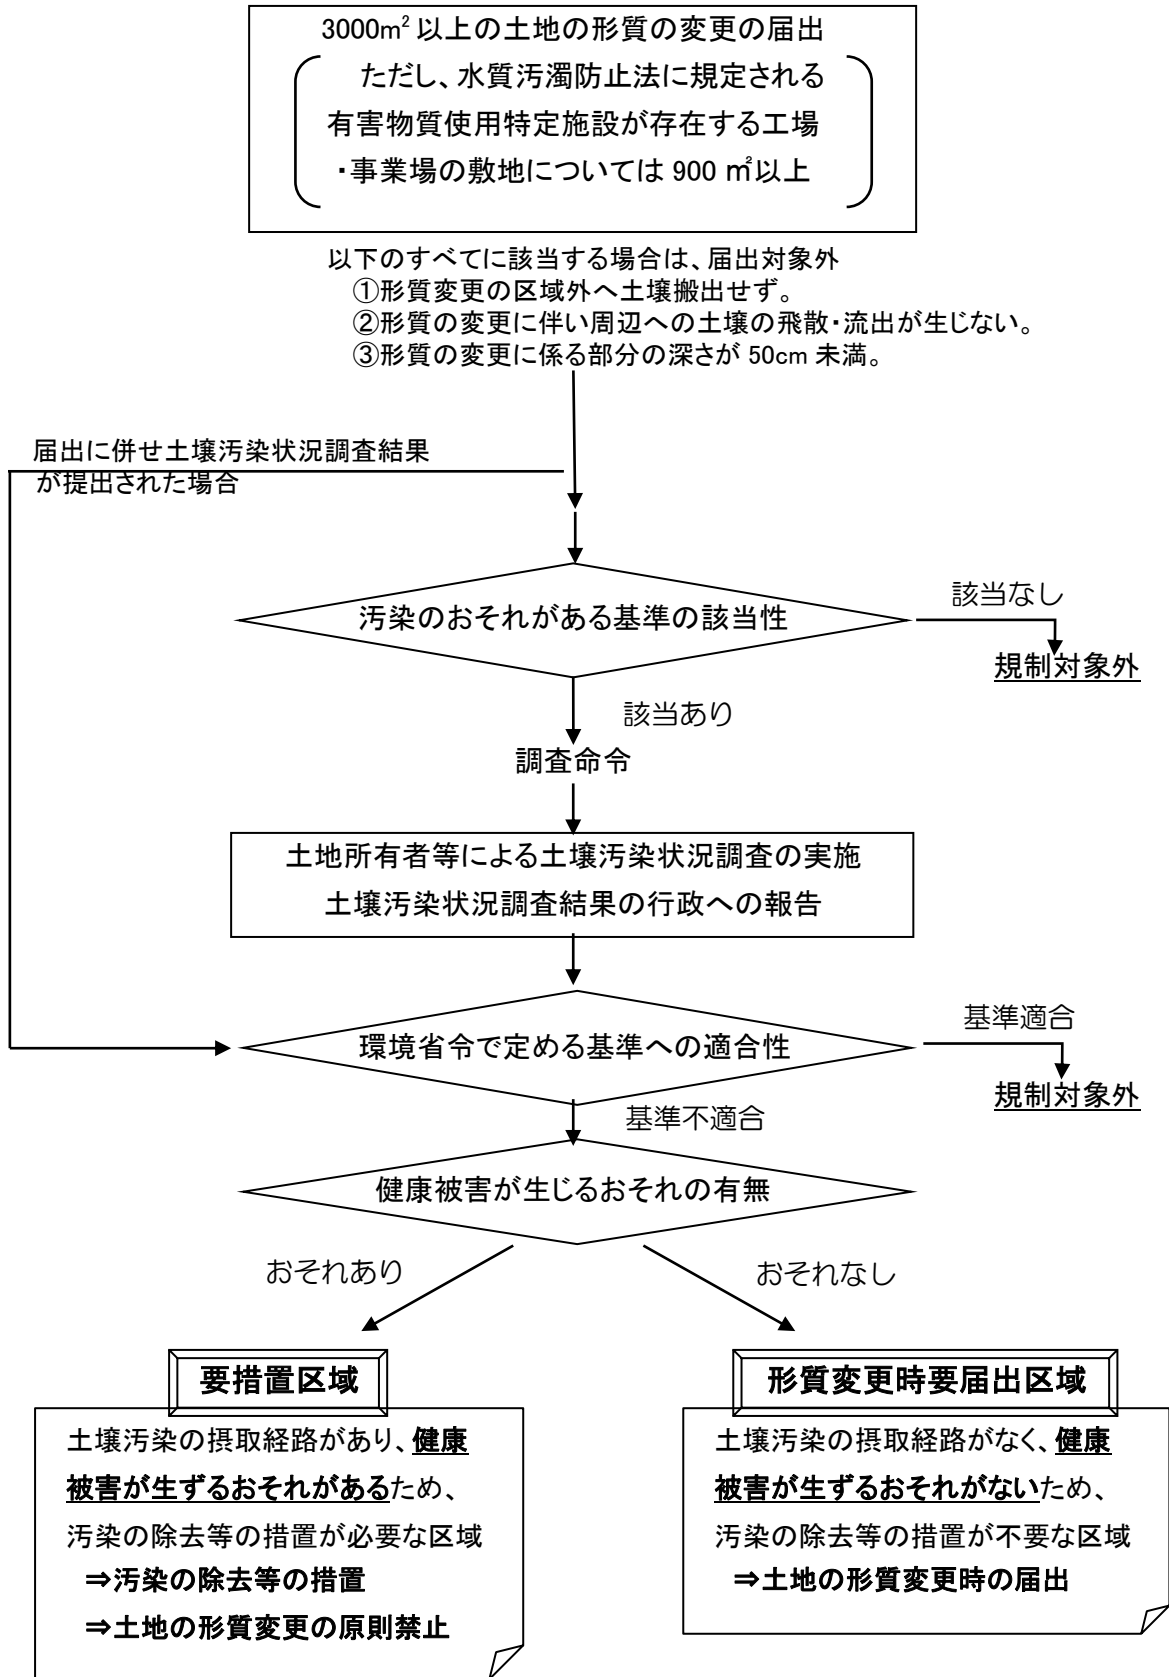 3000m²以上の土地の形質の変更の届出
ただし、水質汚濁防止法に規定される
有害物質使用特定施設が存在する工場
・事業場の敷地については 900 ㎡以上
以下のすべてに該当する場合は、届出対象外
①形質変更の区域外へ土壌搬出せず。
②形質の変更に伴い周辺への土壌の飛散・流出が生じない。
③形質の変更に係る部分の深さが 50cm 未満。
届出に併せ土壌汚染状況調査結果
が提出された場合
汚染のおそれがある基準の該当性
該当なし
規制対象外
該当あり
調査命令
土地所有者等による土壌汚染状況調査の実施
土壌汚染状況調査結果の行政への報告
環境省令で定める基準への適合性
基準適合
規制対象外
基準不適合
健康被害が生じるおそれの有無
おそれあり
おそれなし
要措置区域
土壌汚染の摂取経路があり、健康
被害が生ずるおそれがあるため、
汚染の除去等の措置が必要な区域
⇒汚染の除去等の措置
⇒土地の形質変更の原則禁止
形質変更時要届出区域
土壌汚染の摂取経路がなく、健康
被害が生ずるおそれがないため、
汚染の除去等の措置が不要な区域
⇒土地の形質変更時の届出